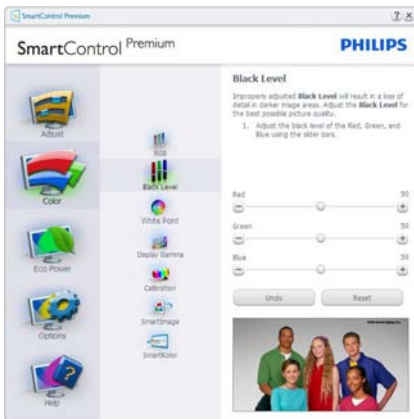 SmartControl Premium
SmartControl Premium
PHILIPS
Adjust
Color
Eco Power
Options
Help
RGB
Black Level
White Point
Display Gamma
Calibration
SmartImage
SmartKolor
Black Level
Improperly adjusted Black Level will result in a loss of
detail in darker image areas. Adjust the Black Level for
the best possible picture quality.
1. Adjust the black level of the Red, Green, and
Blue using the slider bars.
Red 50
Green 50
Blue 50
Undo Reset